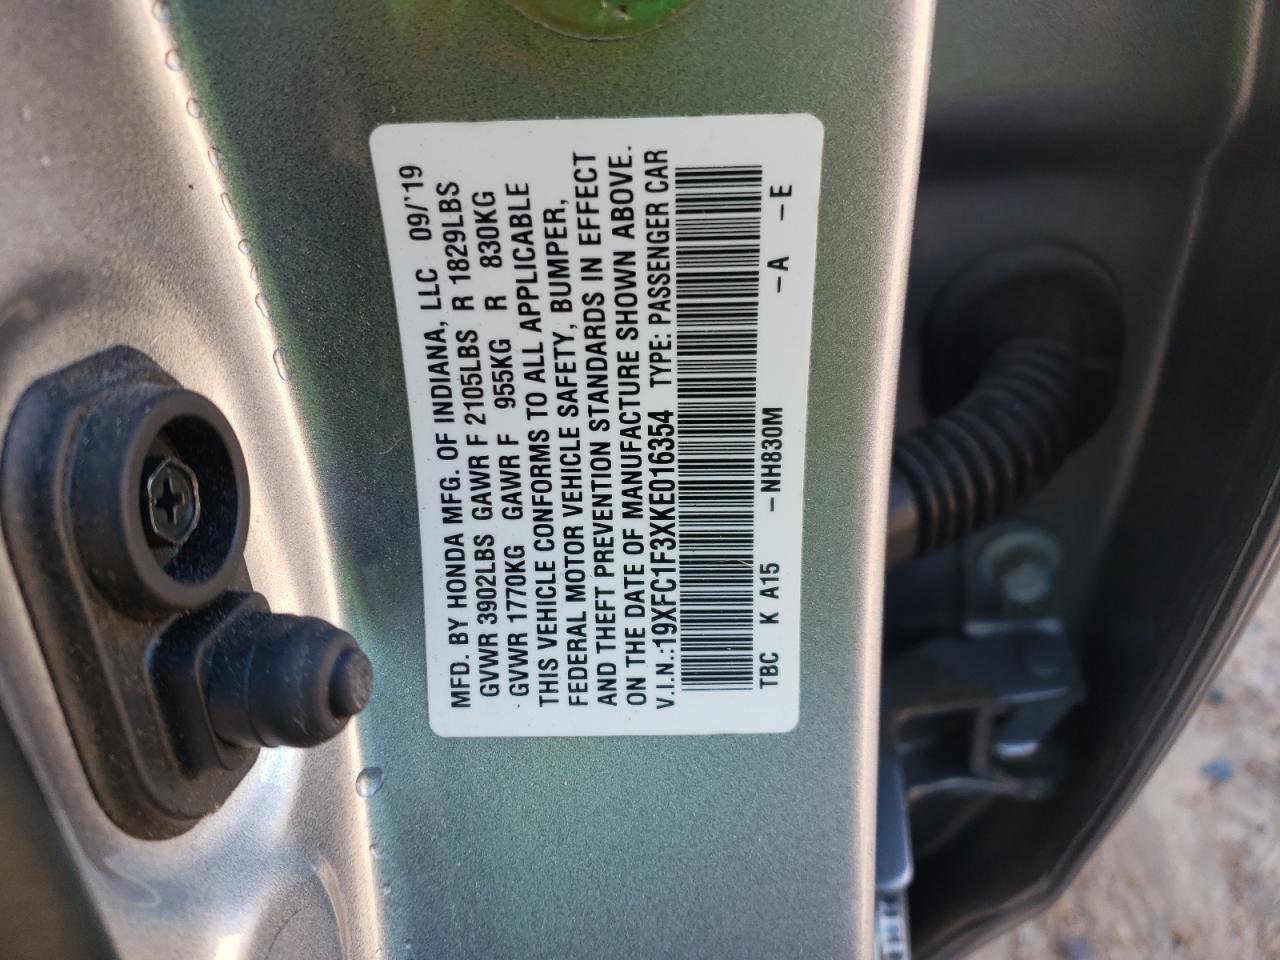 MFD. BY HONDA MFG. OF INDIANA, LLC 09/'19
GVWR 3902LBS GAWR F 2105LBS R 1829LBS
GVWR 1770KG GAWR F 955KG R 830KG
THIS VEHICLE CONFORMS TO ALL APPLICABLE
FEDERAL MOTOR VEHICLE SAFETY, BUMPER,
AND THEFT PREVENTION STANDARDS IN EFFECT
ON THE DATE OF MANUFACTURE SHOWN ABOVE.
V.I.N.:19XFC1F3XKE016354 TYPE: PASSENGER CAR
TBC K A15 -NH830M -A -E